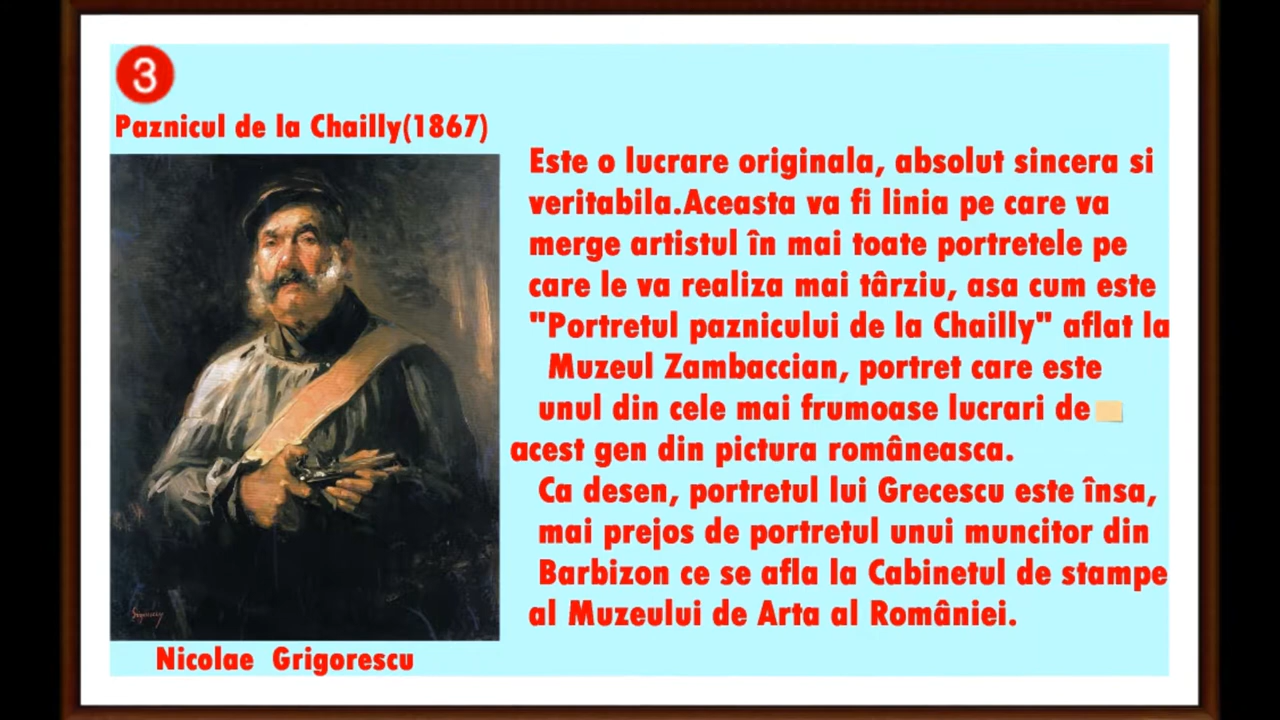 3
Paznicul de la Chailly(1867)
Este o lucrare originala, absolut sincera si
veritabila.Aceasta va fi linia pe care va
merge artistul în mai toate portretele pe
care le va realiza mai târziu, asa cum este
"Portretul paznicului de la Chailly" aflat la
Muzeul Zambaccian, portret care este
unul din cele mai frumoase lucrari de
acest gen din pictura româneasca.
Ca desen, portretul lui Grecescu este însa,
mai prejos de portretul unui muncitor din
Barbizon ce se afla la Cabinetul de stampe
al Muzeului de Arta al României.
Nicolae Grigorescu